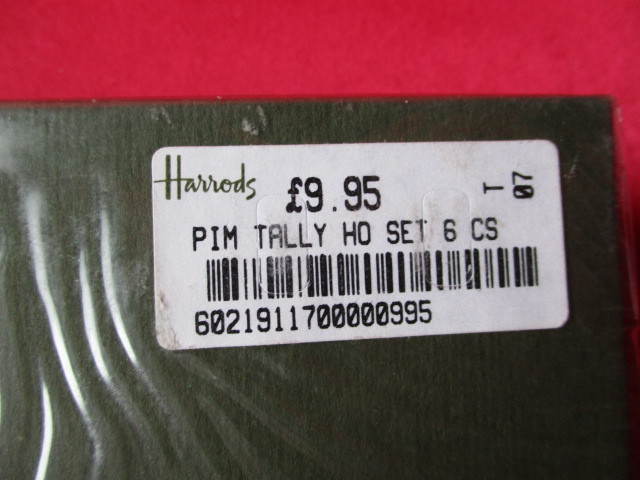 Harrods £9.95 T 07
PIM TALLY HO SET 6 CS
6021911700000995